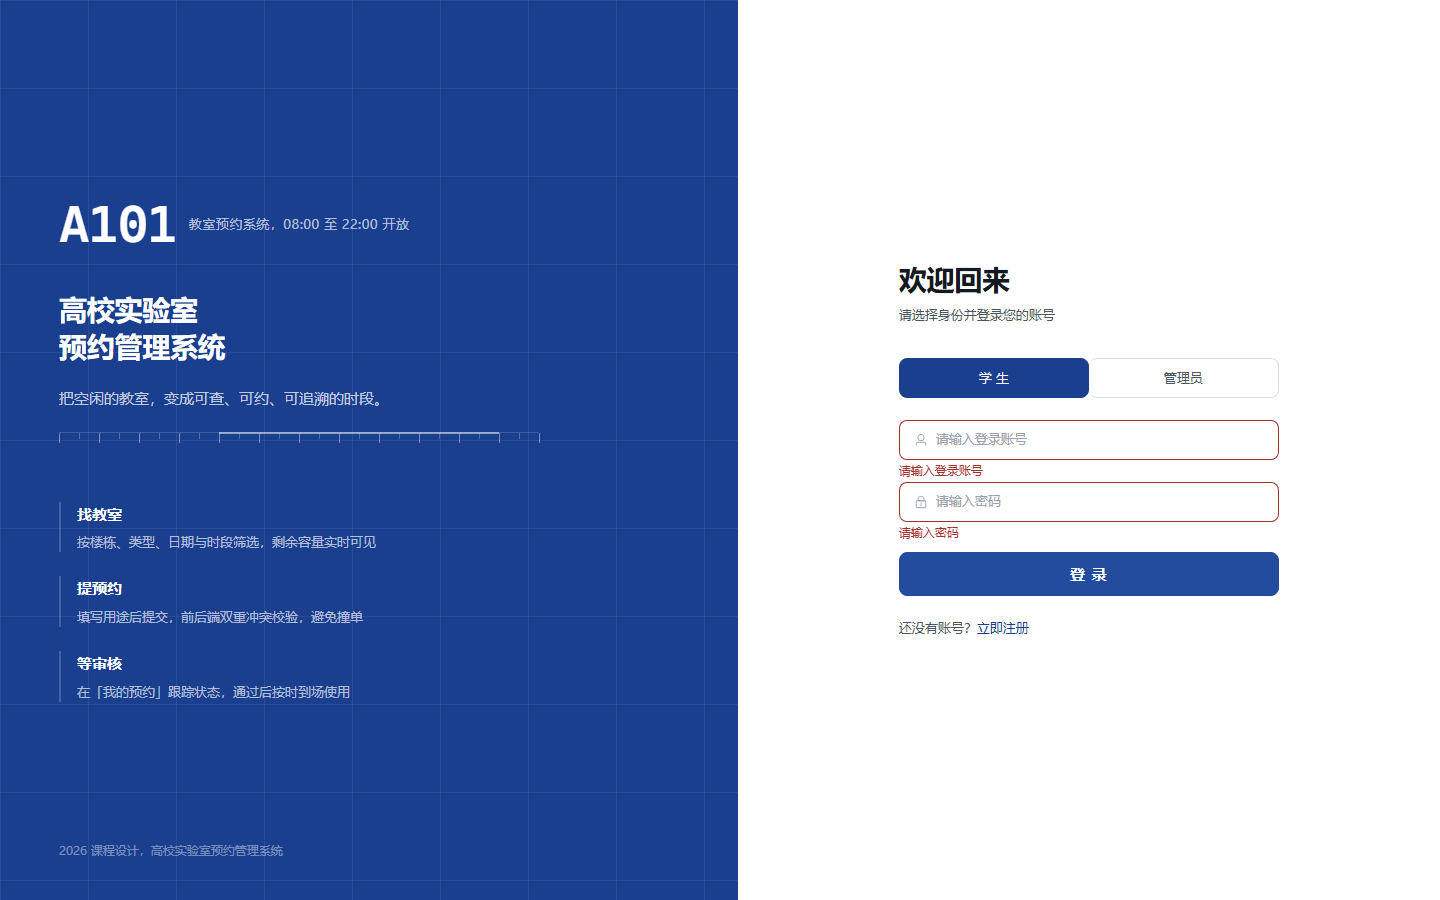 A101 教室预约系统，08:00 至 22:00 开放
高校实验室
预约管理系统
把空闲的教室，变成可查、可约、可追溯的时段。
找教室
按楼栋、类型、日期与时段筛选，剩余容量实时可见
提预约
填写用途后提交，前后端双重冲突校验，避免撞单
等审核
在「我的预约」跟踪状态，通过后按时到场使用
2026 课程设计，高校实验室预约管理系统
欢迎回来
请选择身份并登录您的账号
学生 管理员
请输入登录账号
请输入登录账号
请输入密码
请输入密码
登录
还没有账号？立即注册